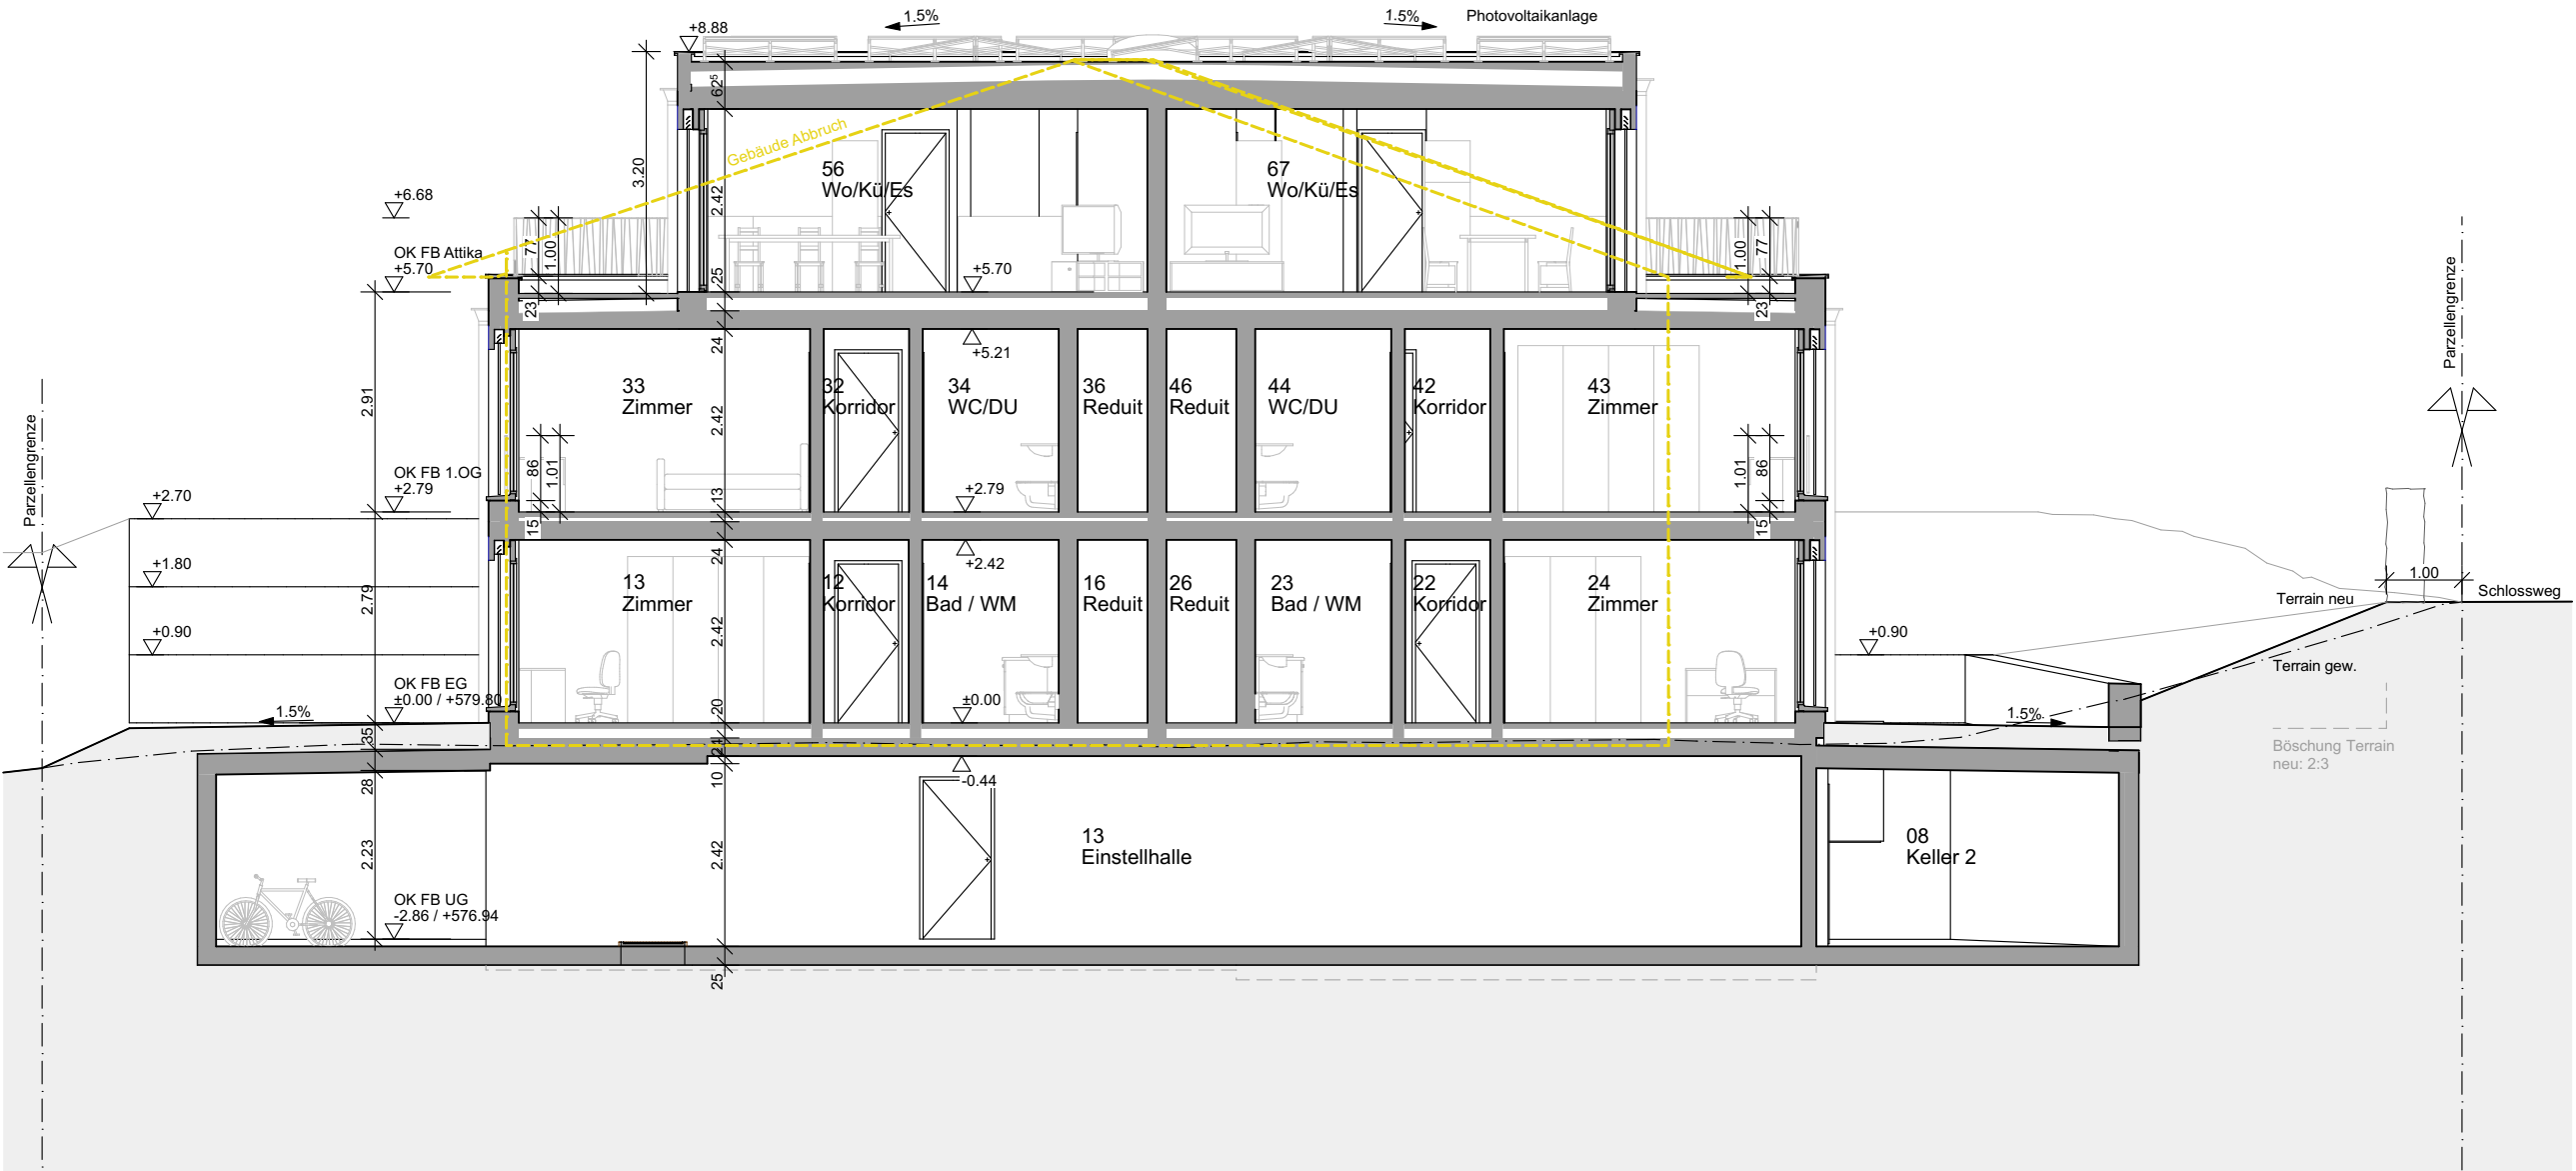 1.5%
1.5%
Photovoltaikanlage
+8.88
62⁵
3.20
Gebäude Abbruch
56
Wo/Kü/Es
67
Wo/Kü/Es
2.42
+6.68
OK FB Attika
+5.70
77
1.00
25
+5.70
1.00
77
23
23
Parzellengrenze
24
+5.21
2.91
33
Zimmer
32
Korridor
34
WC/DU
36
Reduit
46
Reduit
44
WC/DU
42
Korridor
43
Zimmer
2.42
86
1.01
1.01
86
OK FB 1.OG
+2.79
13
+2.79
15
15
Parzellengrenze
+2.70
+1.80
+0.90
2.79
24
+2.42
13
Zimmer
12
Korridor
14
Bad / WM
16
Reduit
26
Reduit
23
Bad / WM
22
Korridor
24
Zimmer
2.42
1.00
Schlossweg
Terrain neu
+0.90
Terrain gew.
OK FB EG
±0.00 / +579.80
20
±0.00
1.5%
1.5%
35
12
Böschung Terrain
neu: 2:3
28
10
-0.44
13
Einstellhalle
08
Keller 2
2.23
2.42
OK FB UG
-2.86 / +576.94
25